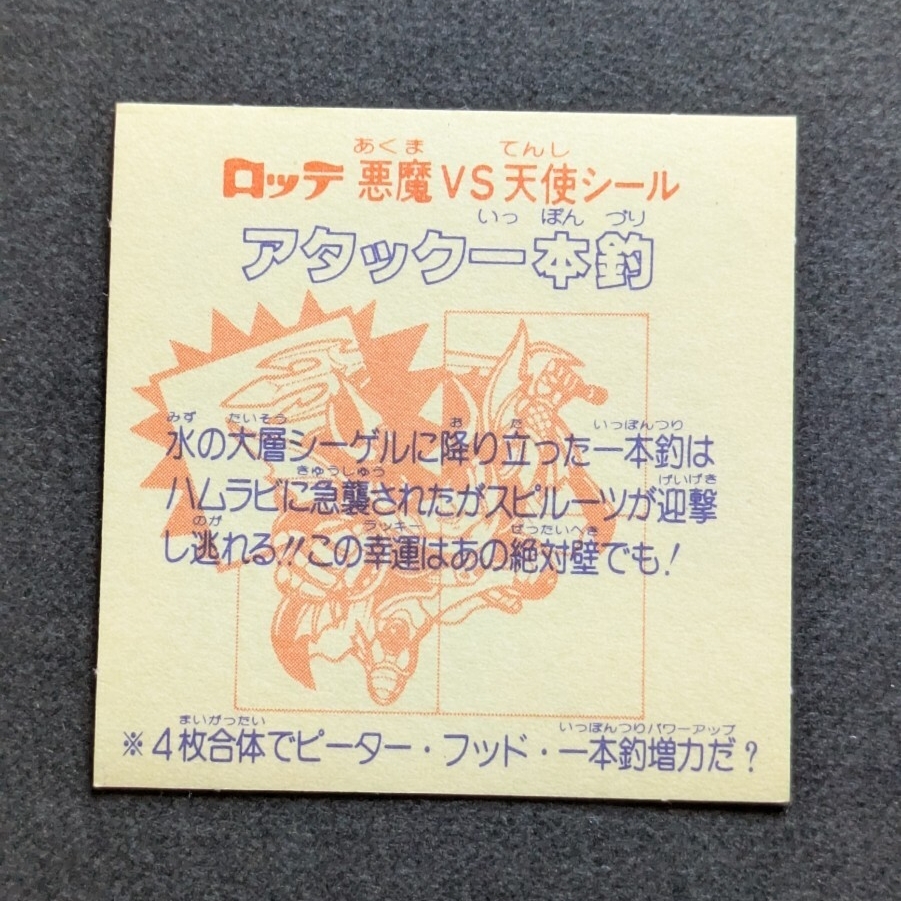 あくま てんし
ロッテ 悪魔VS天使シール
いっ ぽん づり
アタック一本釣
みず たいそう お た いっぽんつり
水の大層シーゲルに降り立った一本釣は
きゅうしゅう げいげき
ハムラビに急襲されたがスピルーツが迎撃
のが ラッキー ぜったいへき
し逃れる!!この幸運はあの絶対壁でも!
まいがったい いっぽんつりパワーアップ
※4枚合体でピーター・フッド・一本釣増力だ?